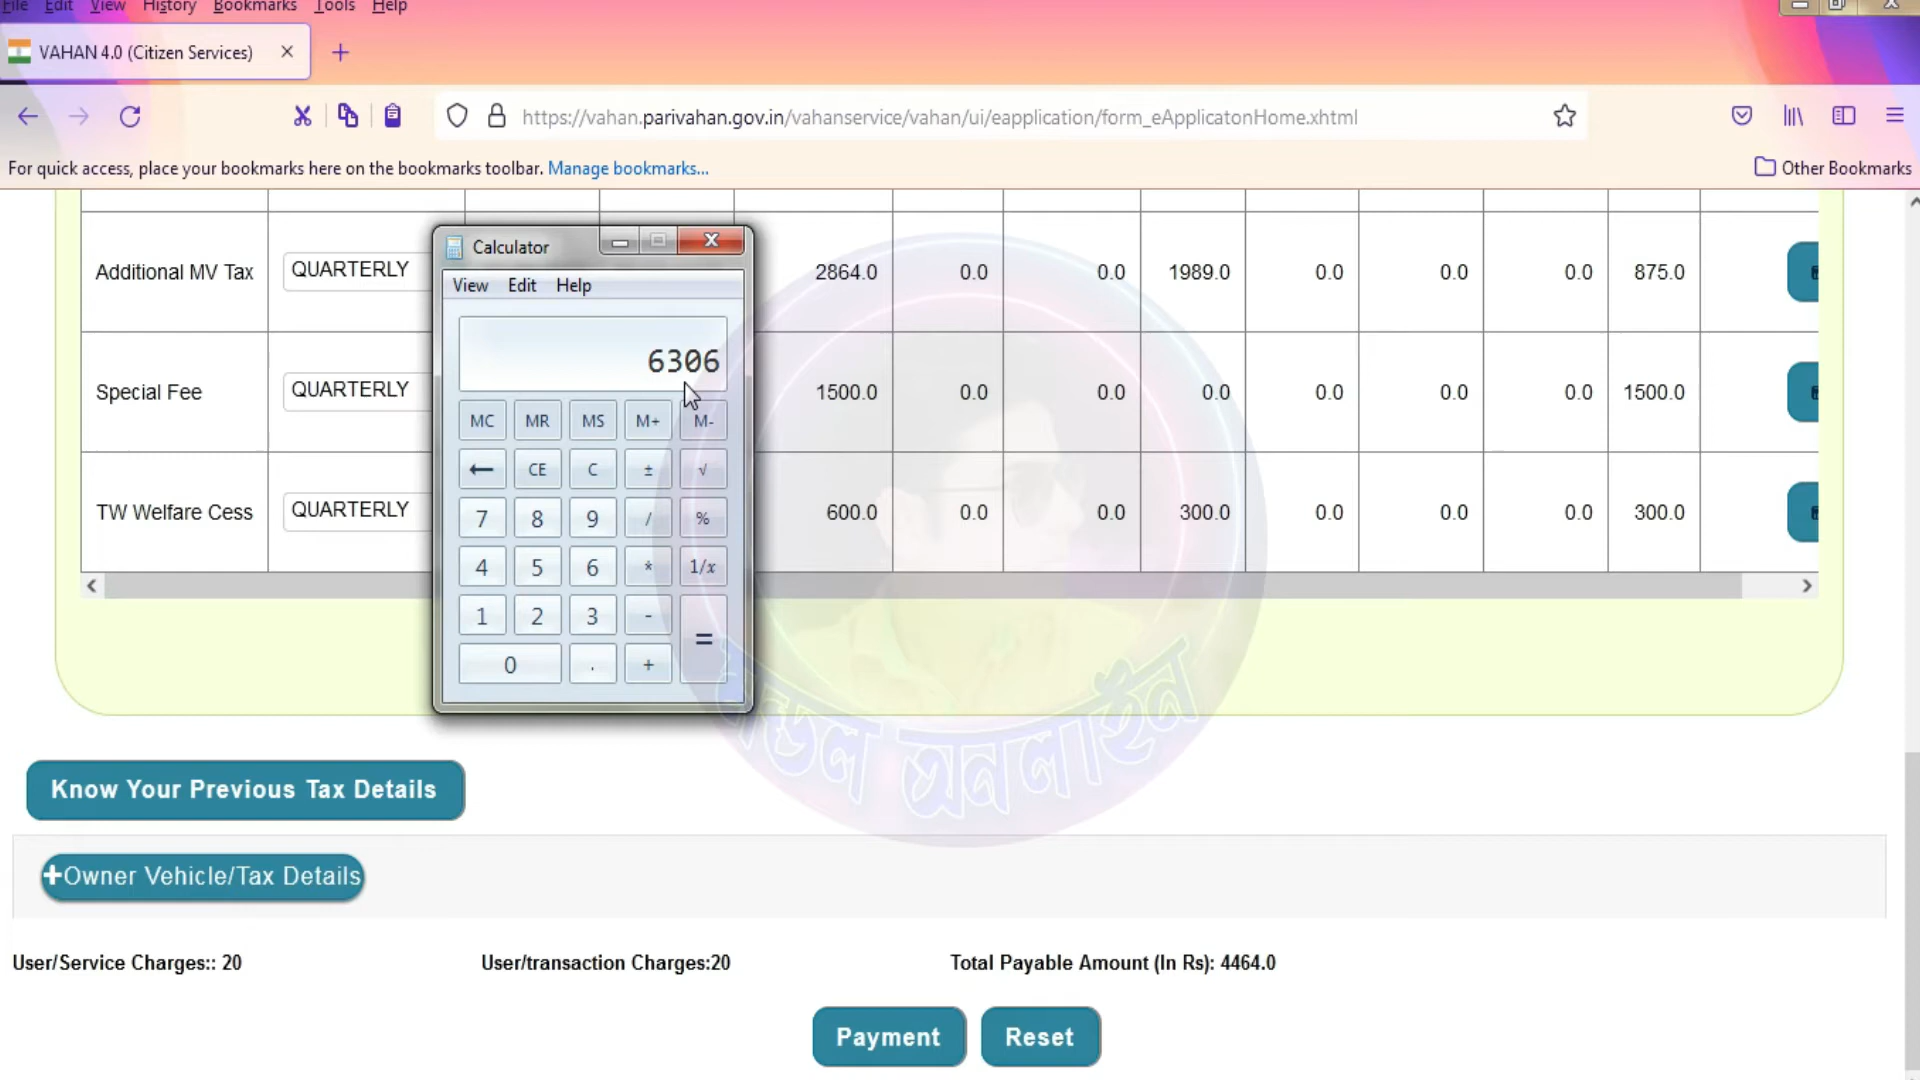 File Edit View History Bookmarks Tools Help
VAHAN 4.0 (Citizen Services)
https://vahan.parivahan.gov.in/vahanservice/vahan/ui/eapplication/form_eApplicatonHome.xhtml
For quick access, place your bookmarks here on the bookmarks toolbar. Manage bookmarks...
Other Bookmarks
Calculator
View Edit Help
6306
MC MR MS M+ M-
← CE C ± √
7 8 9 / %
4 5 6 * 1/x
1 2 3 - =
0 . +
Additional MV Tax QUARTERLY 2864.0 0.0 0.0 1989.0 0.0 0.0 0.0 875.0
Special Fee QUARTERLY 1500.0 0.0 0.0 0.0 0.0 0.0 0.0 1500.0
TW Welfare Cess QUARTERLY 600.0 0.0 0.0 300.0 0.0 0.0 0.0 300.0
মণ্ডল অনলাইন
Know Your Previous Tax Details
+Owner Vehicle/Tax Details
User/Service Charges:: 20 User/transaction Charges:20 Total Payable Amount (In Rs): 4464.0
Payment Reset